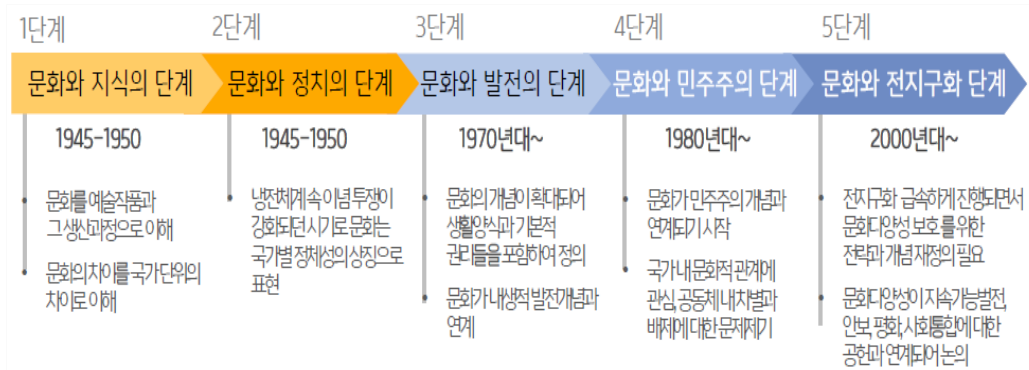 1단계
2단계
3단계
4단계
5단계
문화와 지식의 단계
문화와 정치의 단계
문화와 발전의 단계
문화와 민주주의 단계
문화와 전지구화 단계
1945-1950
1945-1950
1970년대~
1980년대~
2000년대~
• 문화를 예술작품과
그 생산과정으로 이해
• 문화의 차이를 국가 단위의
차이로 이해
• 냉전체계 속 이념 투쟁이
강화되던 시기로 문화는
국가별 정체성의 상징으로
표현
• 문화의 개념이 확대되어
생활양식과 기본적
권리들을 포함하여 정의
• 문화가 내생적 발전개념과
연계
• 문화가 민주주의 개념과
연계되기 시작
• 국가 내 문화적 관계에
관심, 공동체 내 차별과
배제에 대한 문제제기
• 전지구화 급속하게 진행되면서
문화다양성 보호를 위한
전략과 개념 재정의 필요
• 문화다양성이 지속가능벌전,
안보, 평화, 사회통합에 대한
공헌과 연계되어 논의